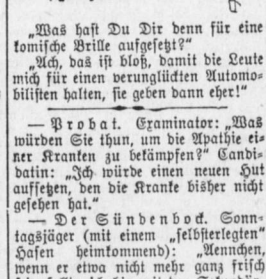 „Was hast Du Dir denn für eine
komische Brille aufgesetzt?“
„Ach, das ist bloß, damit die Leute
mich für einen verunglückten Automo-
bilisten halten, sie geben dann eher!“
— Probat. Examinator: „Was
würden Sie thun, um die Apathie ei-
ner Kranken zu bekämpfen?“ Candi-
datin: „Ich würde einen neuen Hut
aufsetzen, den die Kranke bisher nicht
gesehen hat.“
— Der Sündenbock. Sonn-
tagsjäger (mit einem „selbsterlegten“
Hasen heimkommend): „Aennchen,
wenn er etwa nicht mehr ganz frisch